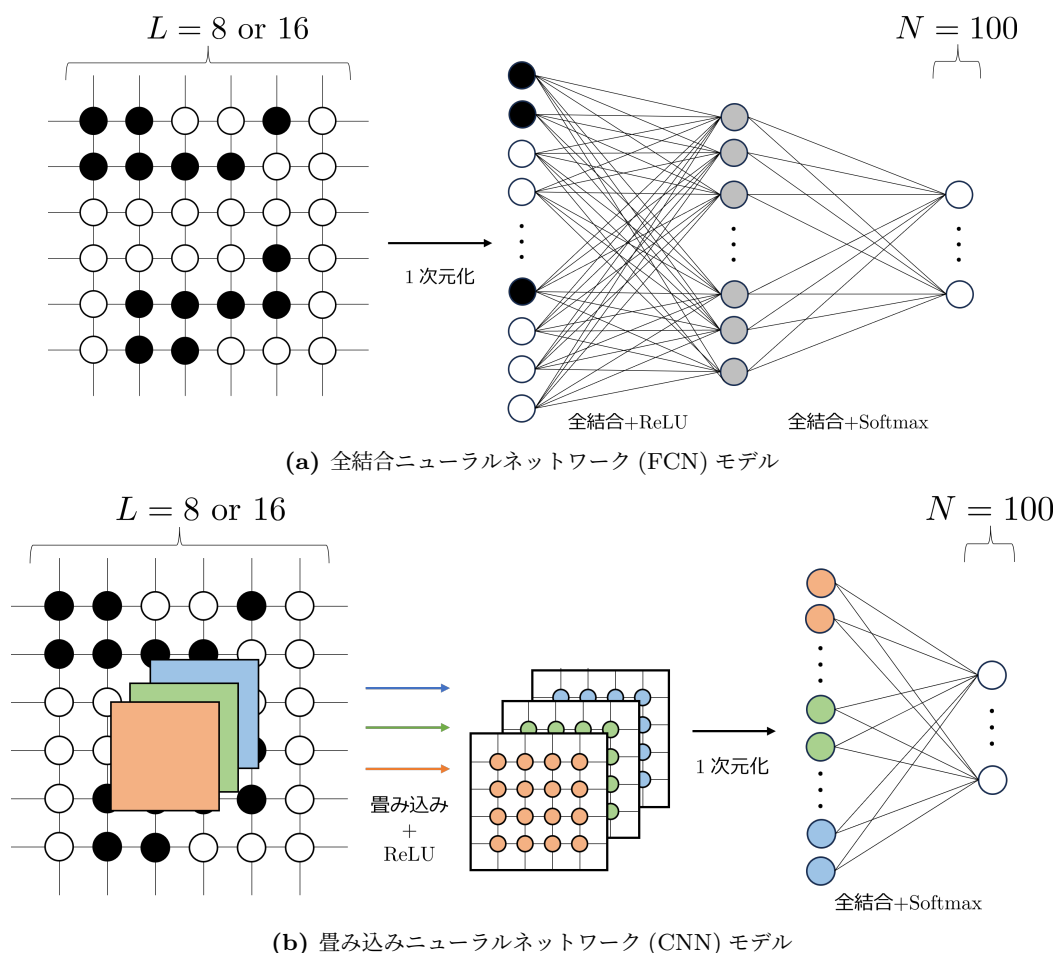 L = 8 or 16
N = 100
1 次元化
全結合+ReLU
全結合+Softmax
(a) 全結合ニューラルネットワーク (FCN) モデル
L = 8 or 16
N = 100
畳み込み
+
ReLU
1 次元化
全結合+Softmax
(b) 畳み込みニューラルネットワーク (CNN) モデル